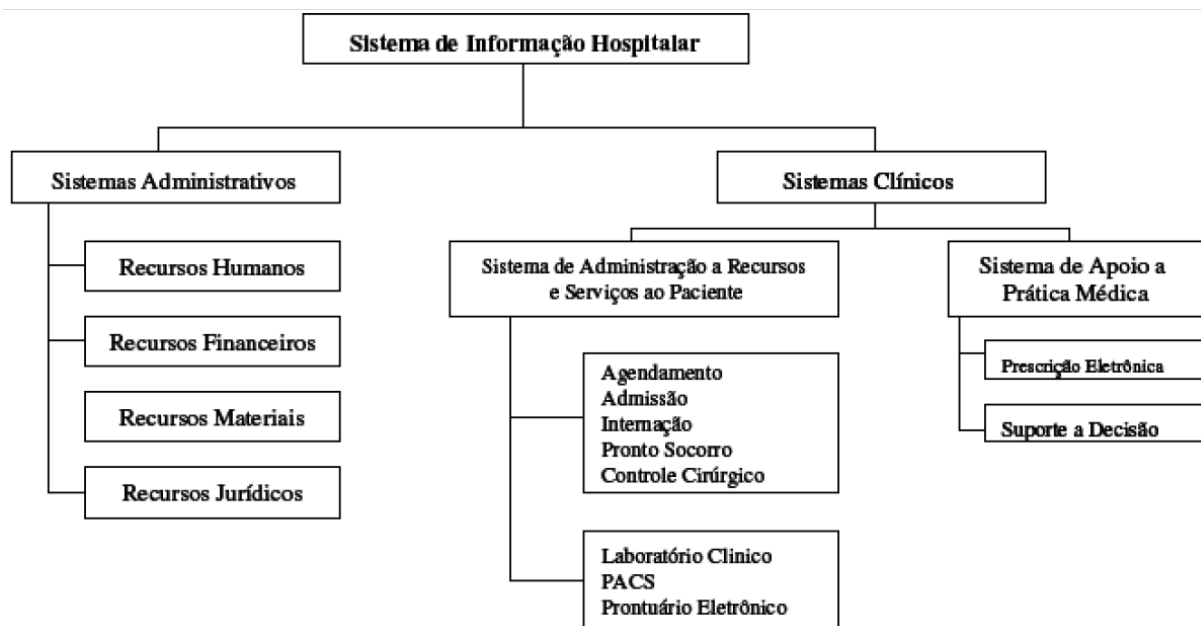 Sistema de Informação Hospitalar
Sistemas Administrativos
Recursos Humanos
Recursos Financeiros
Recursos Materiais
Recursos Jurídicos
Sistemas Clínicos
Sistema de Administração a Recursos
e Serviços ao Paciente
Agendamento
Admissão
Internação
Pronto Socorro
Controle Cirúrgico
Laboratório Clinico
PACS
Prontuário Eletrônico
Sistema de Apoio a
Prática Médica
Prescrição Eletrônica
Suporte a Decisão